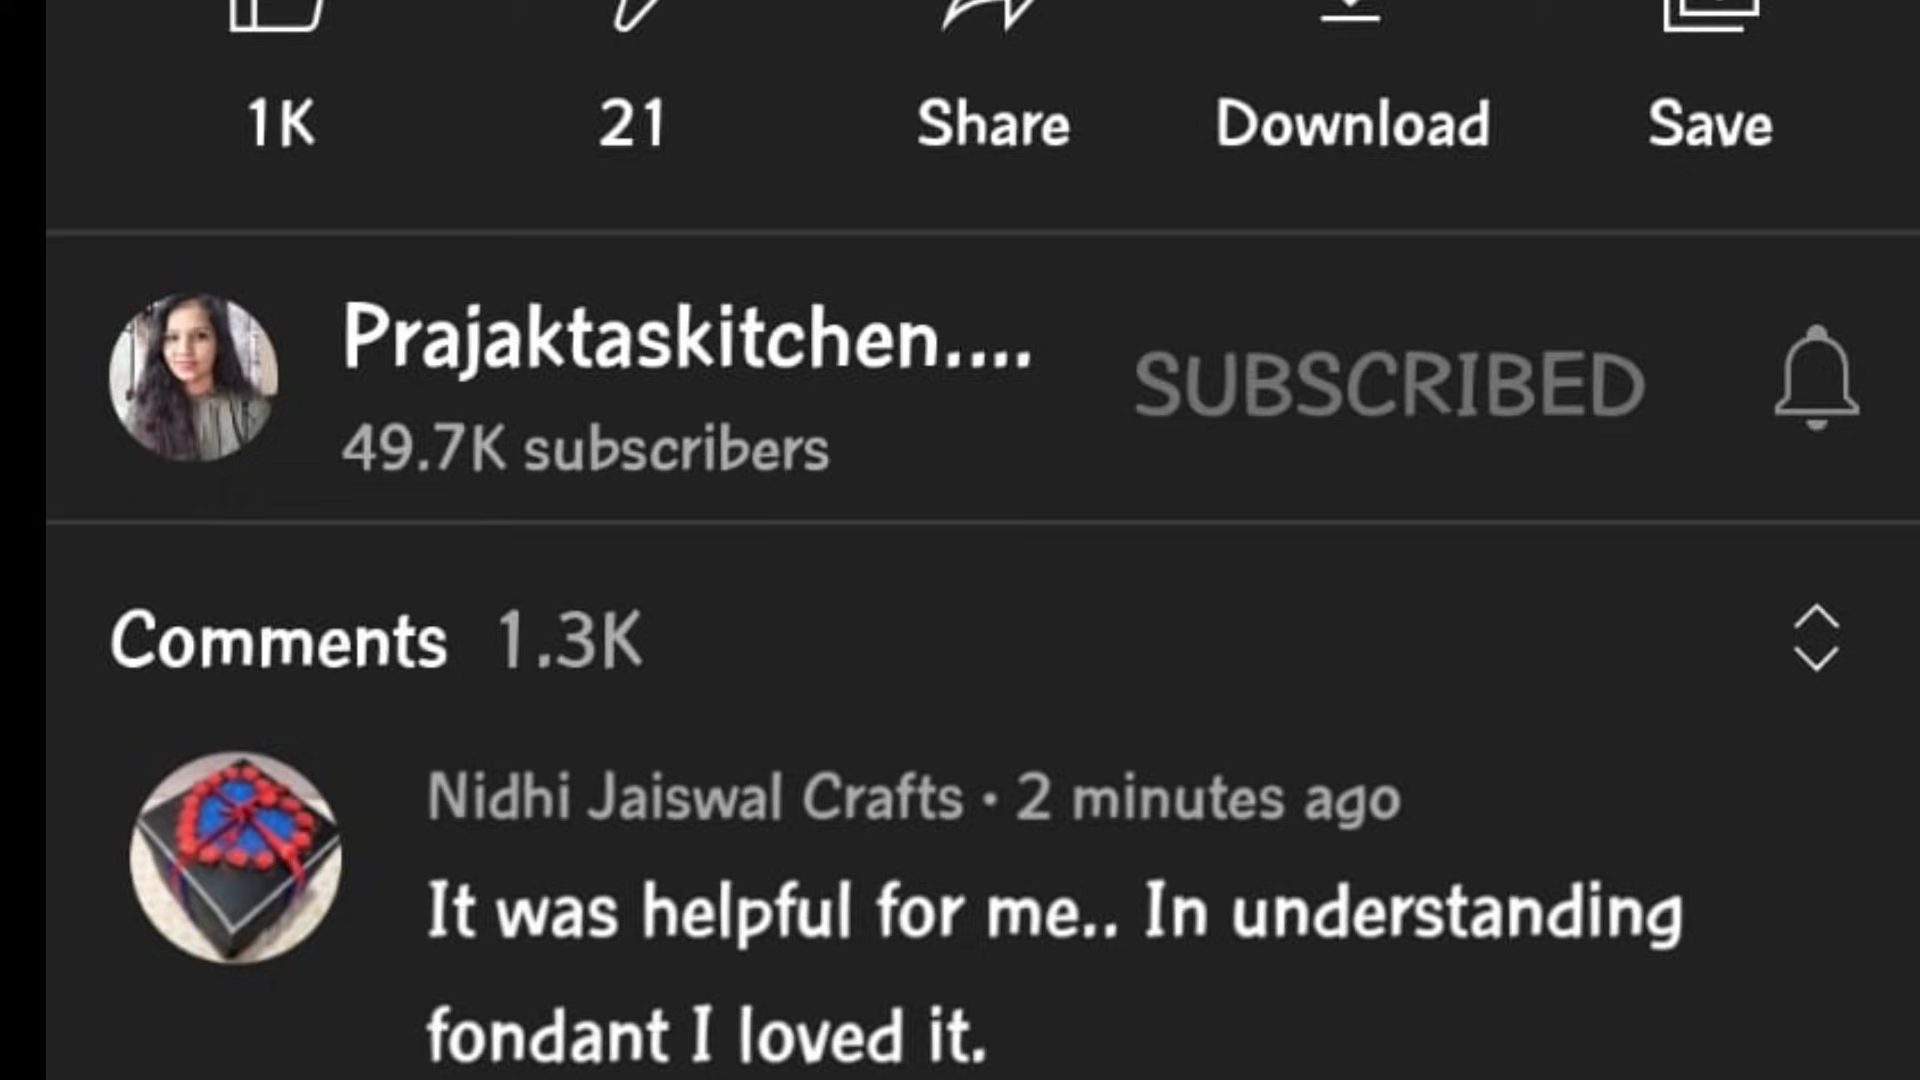 1K 21 Share Download Save
Prajaktaskitchen....
SUBSCRIBED
49.7K subscribers
Comments 1.3K
Nidhi Jaiswal Crafts • 2 minutes ago
It was helpful for me.. In understanding
fondant I loved it.